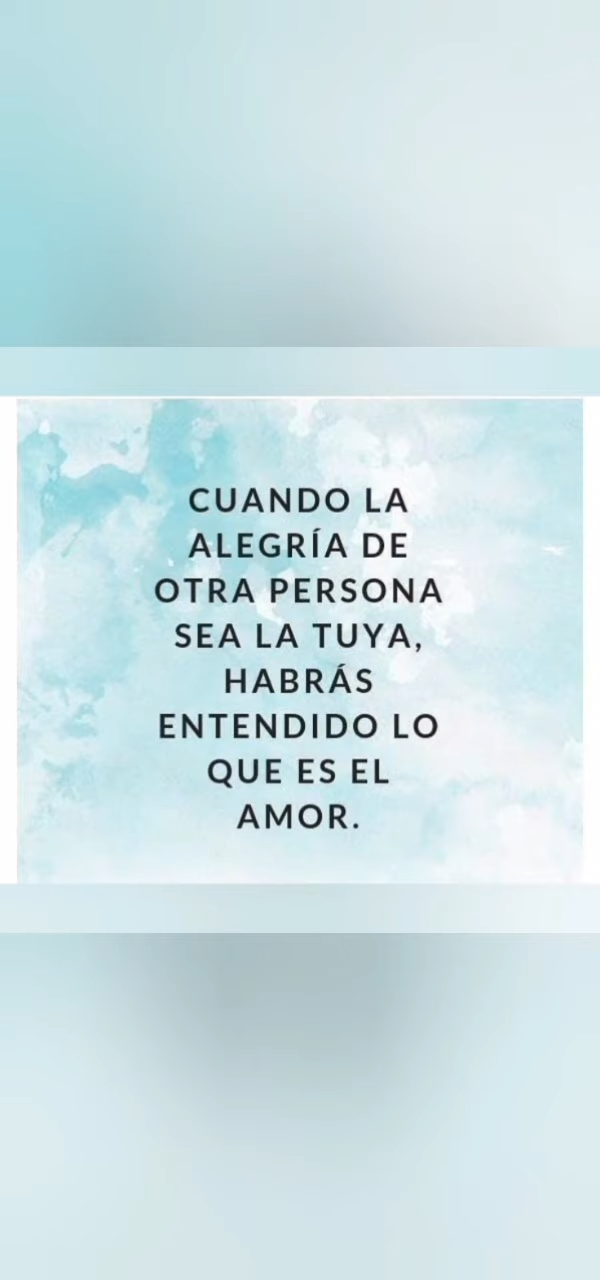 CUANDO LA
ALEGRÍA DE
OTRA PERSONA
SEA LA TUYA,
HABRÁS
ENTENDIDO LO
QUE ES EL
AMOR.